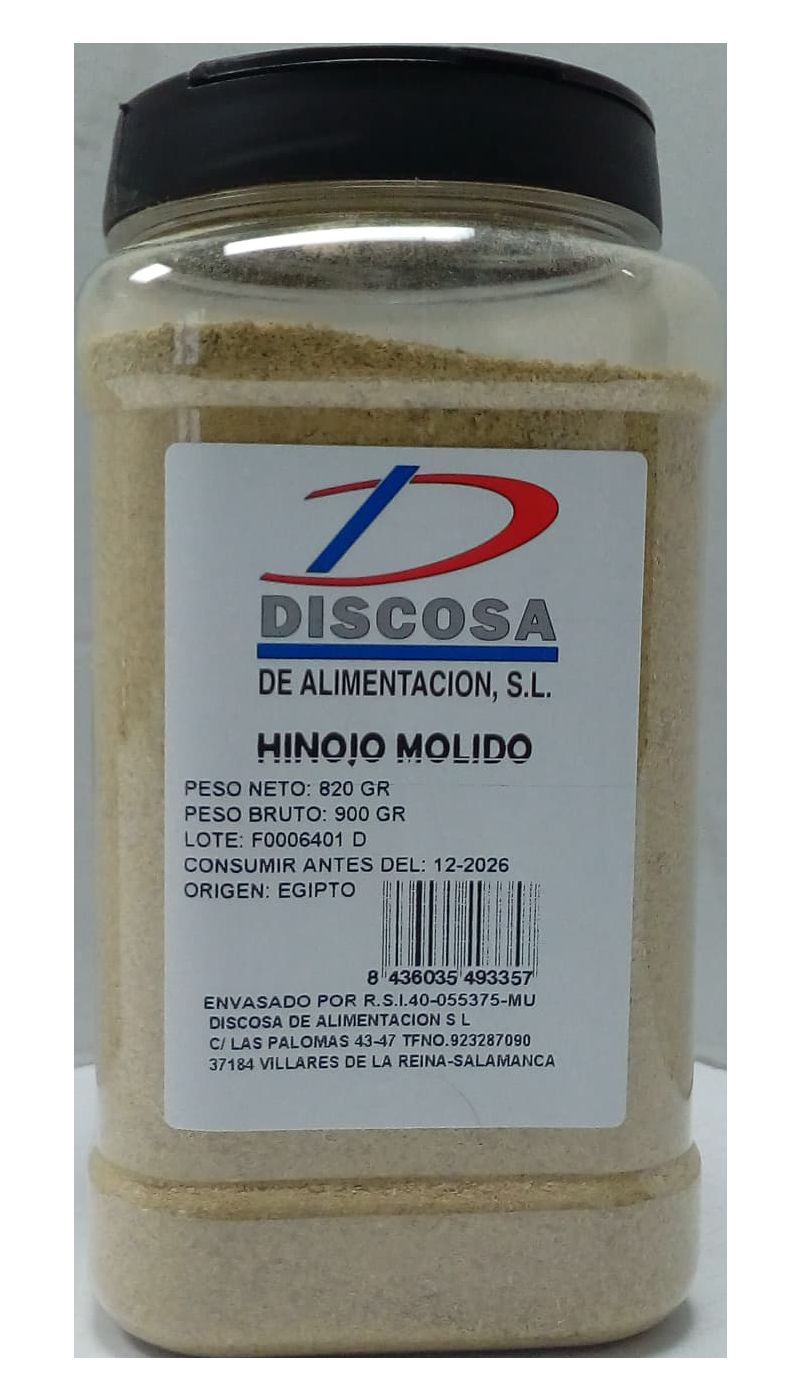 DISCOSA
DE ALIMENTACION, S.L.
HINOJO MOLIDO
PESO NETO: 820 GR
PESO BRUTO: 900 GR
LOTE: F0006401 D
CONSUMIR ANTES DEL: 12-2026
ORIGEN: EGIPTO
8 436035 493357
ENVASADO POR R.S.I.40-055375-MU
DISCOSA DE ALIMENTACION S L
C/ LAS PALOMAS 43-47 TFNO.923287090
37184 VILLARES DE LA REINA-SALAMANCA